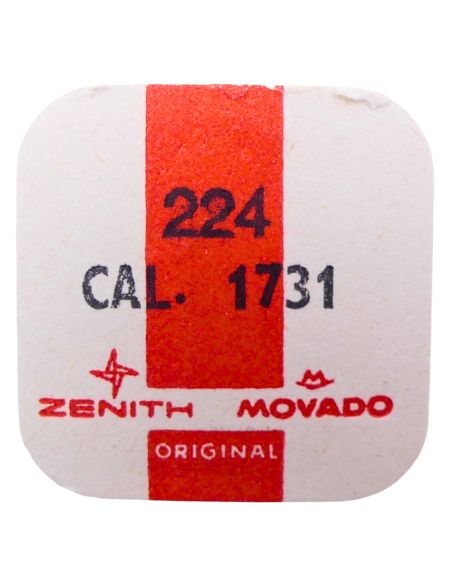 224
CAL. 1731
ZENITH MOVADO
ORIGINAL